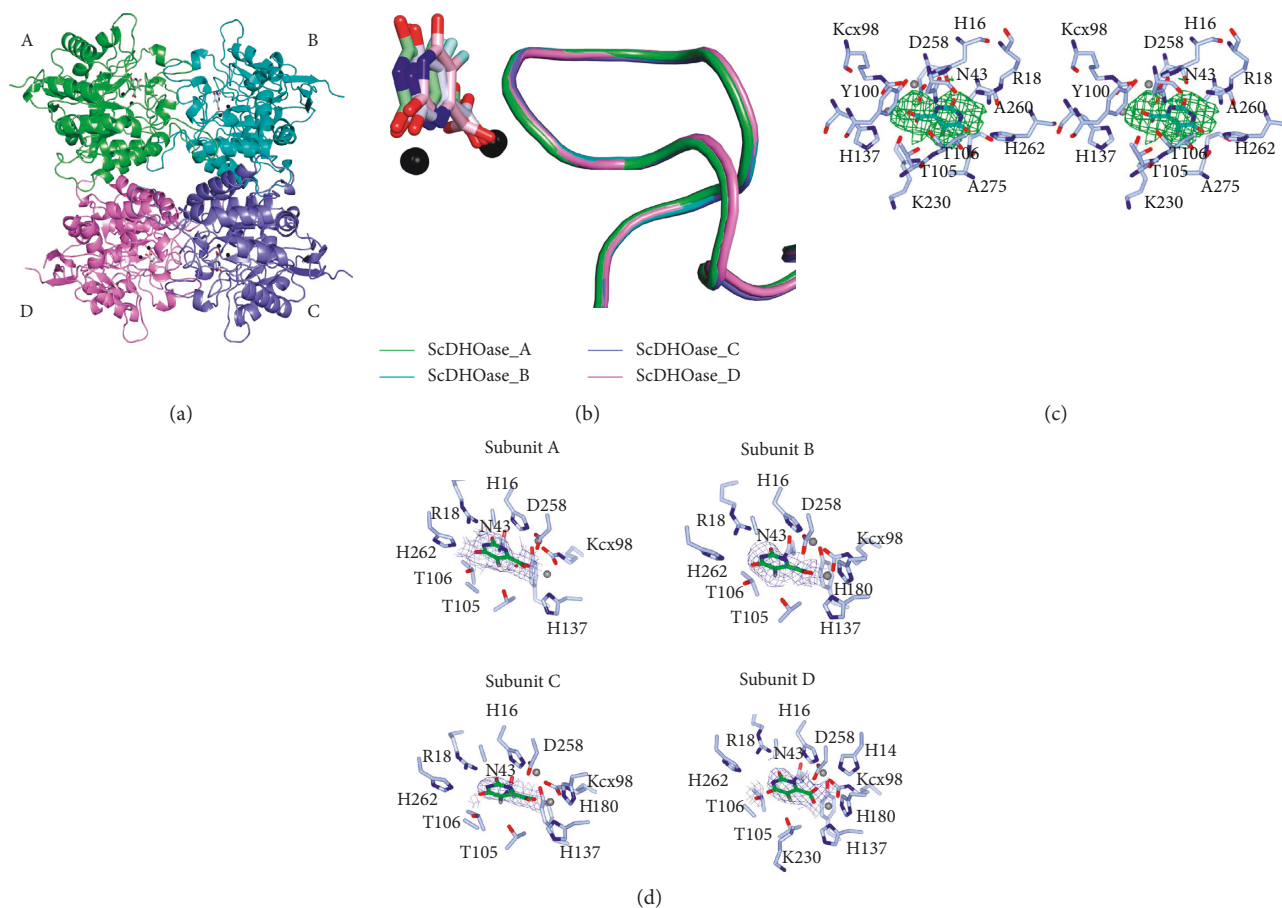 A
B
D
C
(a)
ScDHOase_A
ScDHOase_B
ScDHOase_C
ScDHOase_D
(b)
Kcx98
H16
D258
N43
R18
Y100
A260
H137
T106
H262
T105
A275
K230
Kcx98
H16
D258
N43
R18
Y100
A260
H137
T106
H262
T105
A275
K230
(c)
Subunit A
H16
D258
R18
N43
Kcx98
H262
T106
T105
H137
Subunit B
H16
D258
R18
N43
Kcx98
H262
H180
T106
T105
H137
Subunit C
H16
D258
R18
N43
Kcx98
H262
H180
T106
T105
H137
Subunit D
H16
D258
R18
N43
H14
H262
Kcx98
T106
H180
T105
H137
K230
(d)